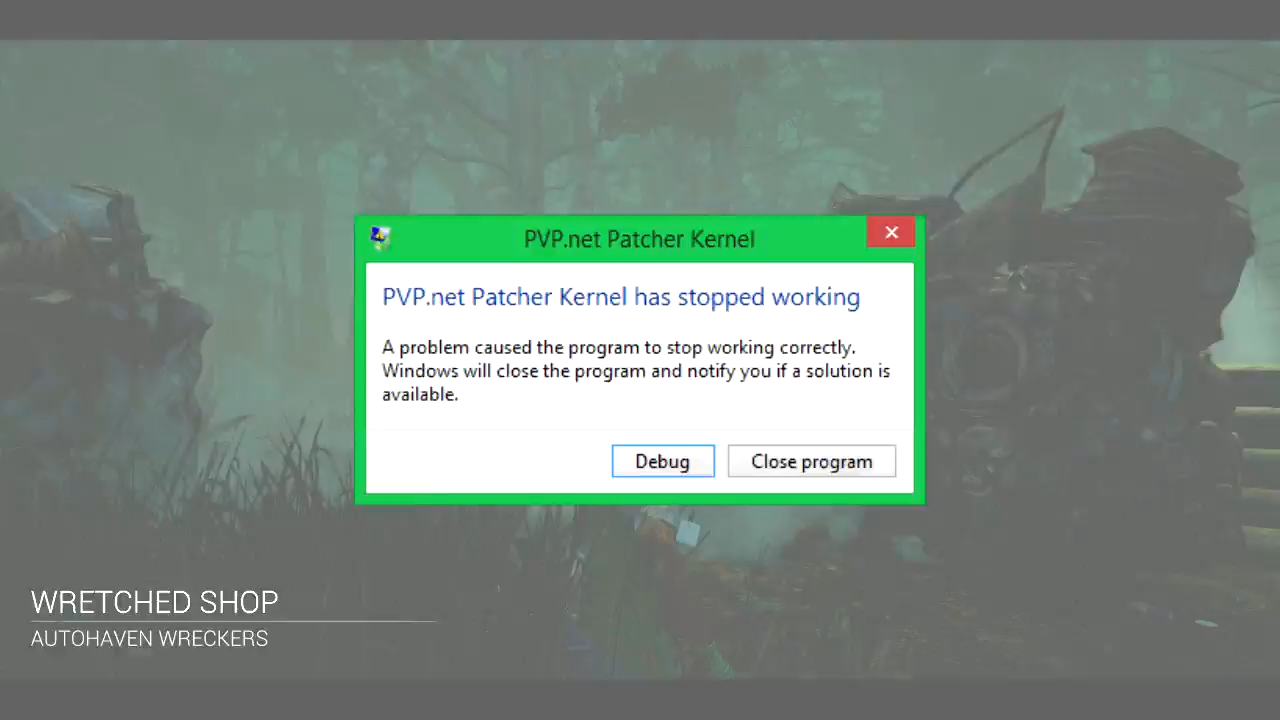 PVP.net Patcher Kernel
PVP.net Patcher Kernel has stopped working
A problem caused the program to stop working correctly.
Windows will close the program and notify you if a solution is
available.
Debug
Close program
WRETCHED SHOP
AUTOHAVEN WRECKERS